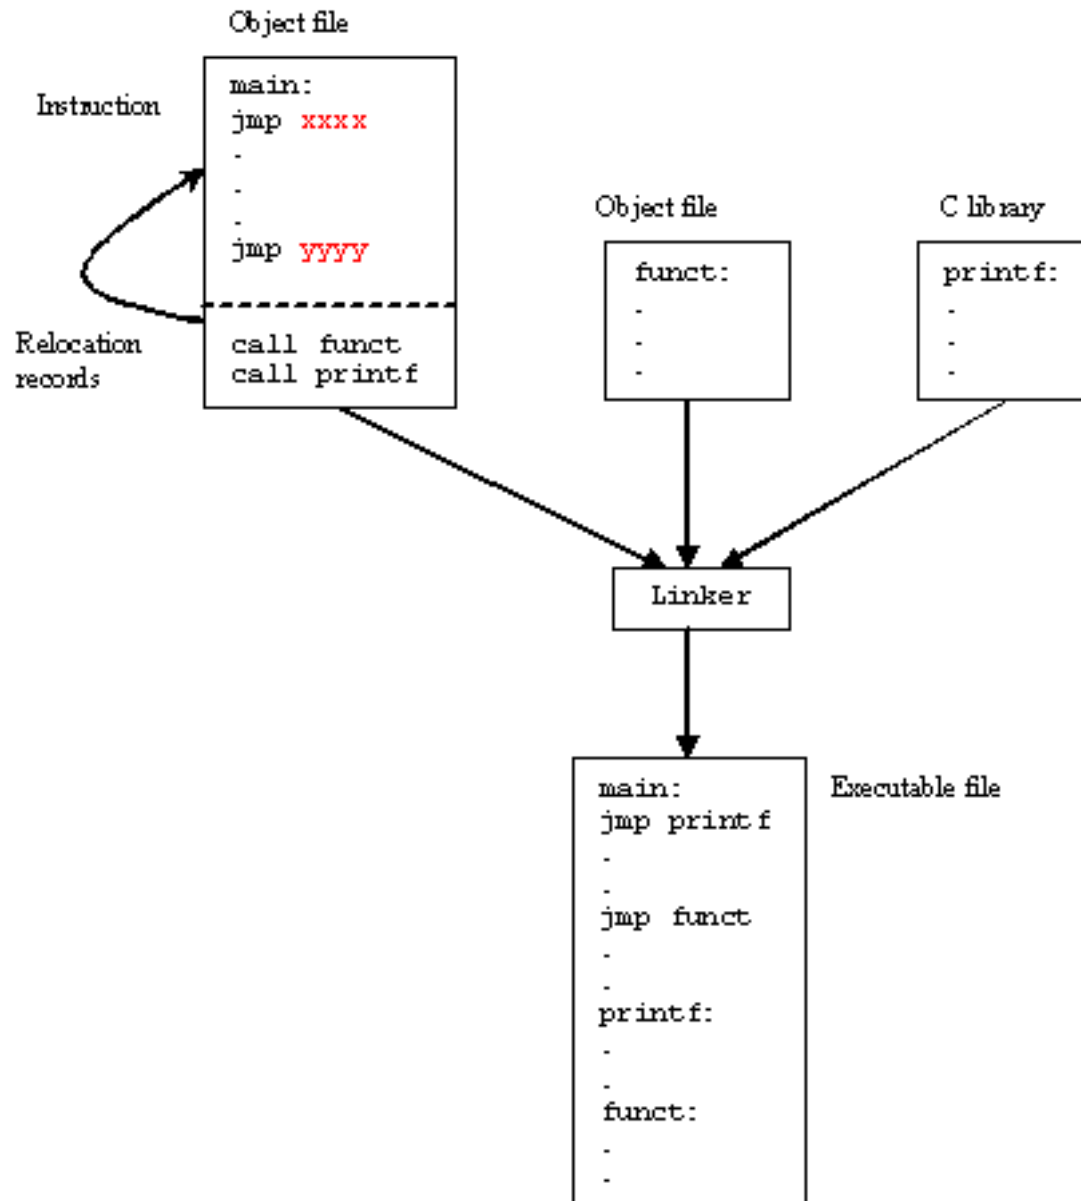 Object file
Instruction
main:
jmp xxxx
.
.
.
jmp yyyy
Relocation
records
call funct
call printf
Object file
funct:
.
.
.
C library
printf:
.
.
.
Linker
Executable file
main:
jmp printf
.
.
jmp funct
.
.
printf:
.
.
funct:
.
.